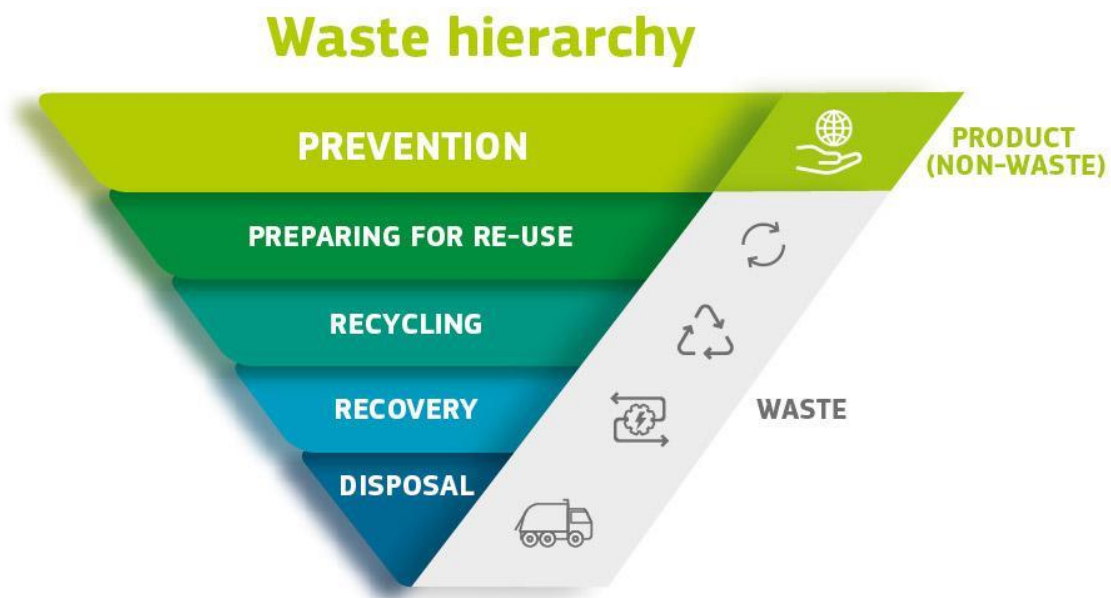 Waste hierarchy
PREVENTION
PRODUCT
(NON-WASTE)
PREPARING FOR RE-USE
RECYCLING
RECOVERY
WASTE
DISPOSAL